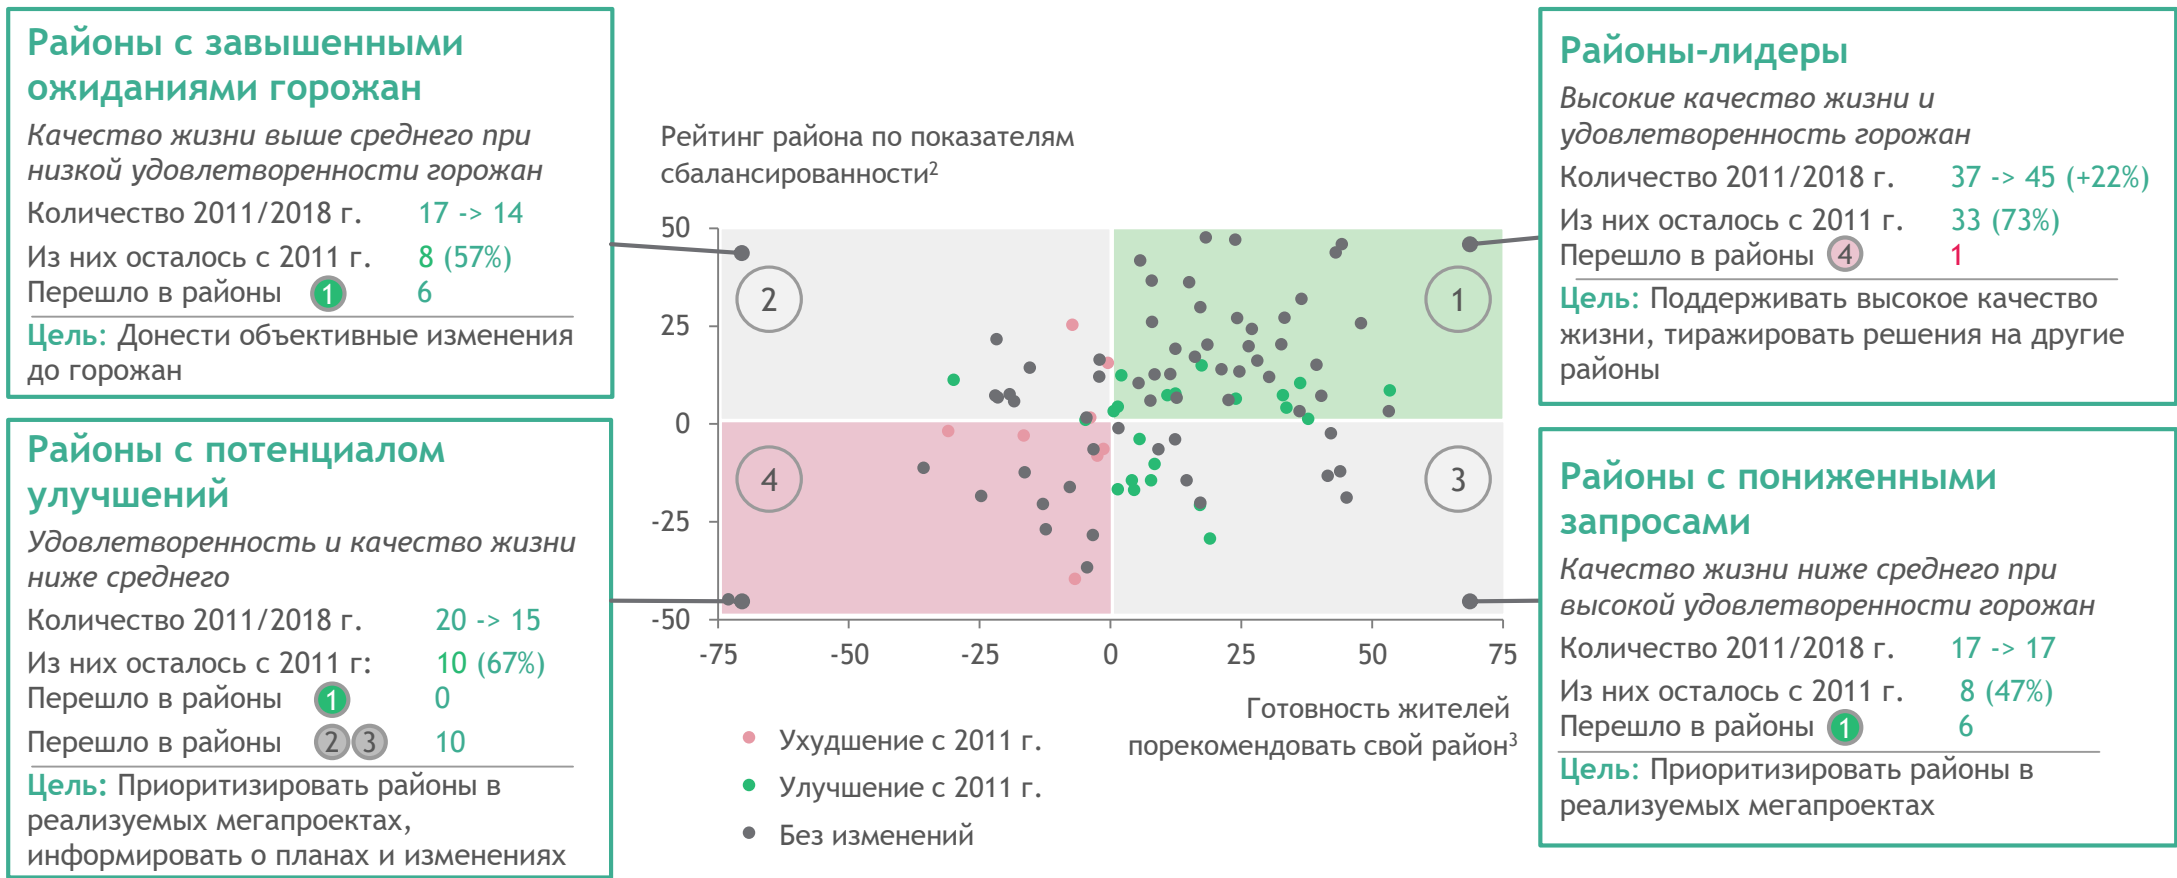 Районы с завышенными
ожиданиями горожан
Качество жизни выше среднего при
низкой удовлетворенности горожан
Количество 2011/2018 г. 17 -> 14
Из них осталось с 2011 г. 8 (57%)
Перешло в районы 1 6
Цель: Донести объективные изменения
до горожан
Районы с потенциалом
улучшений
Удовлетворенность и качество жизни
ниже среднего
Количество 2011/2018 г. 20 -> 15
Из них осталось с 2011 г: 10 (67%)
Перешло в районы 1 0
Перешло в районы 2 3 10
Цель: Приоритизировать районы в
реализуемых мегапроектах,
информировать о планах и изменениях
Рейтинг района по показателям
сбалансированности²
50
25
0
-25
-50
-75 -50 -25 0 25 50 75
2
1
4
3
Готовность жителей
порекомендовать свой район³
Ухудшение с 2011 г.
Улучшение с 2011 г.
Без изменений
Районы-лидеры
Высокие качество жизни и
удовлетворенность горожан
Количество 2011/2018 г. 37 -> 45 (+22%)
Из них осталось с 2011 г. 33 (73%)
Перешло в районы 4 1
Цель: Поддерживать высокое качество
жизни, тиражировать решения на другие
районы
Районы с пониженными
запросами
Качество жизни ниже среднего при
высокой удовлетворенности горожан
Количество 2011/2018 г. 17 -> 17
Из них осталось с 2011 г. 8 (47%)
Перешло в районы 1 6
Цель: Приоритизировать районы в
реализуемых мегапроектах